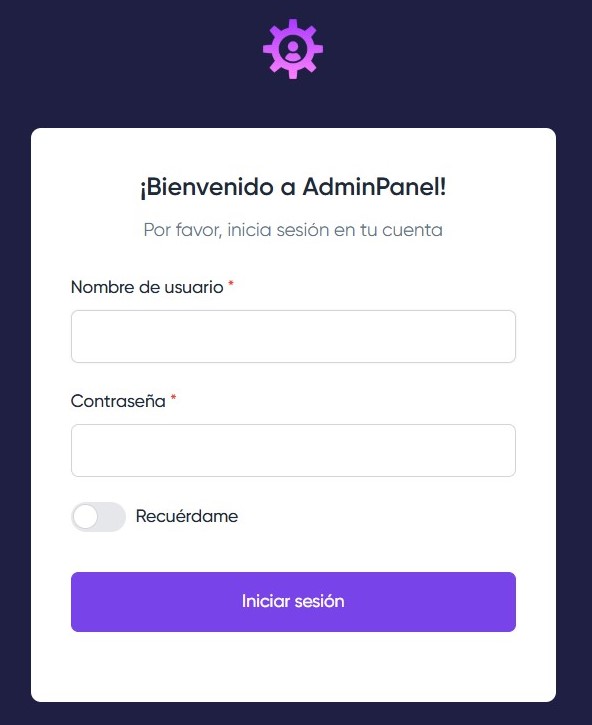 ¡Bienvenido a AdminPanel!
Por favor, inicia sesión en tu cuenta
Nombre de usuario *
Contraseña *
Recuérdame
Iniciar sesión